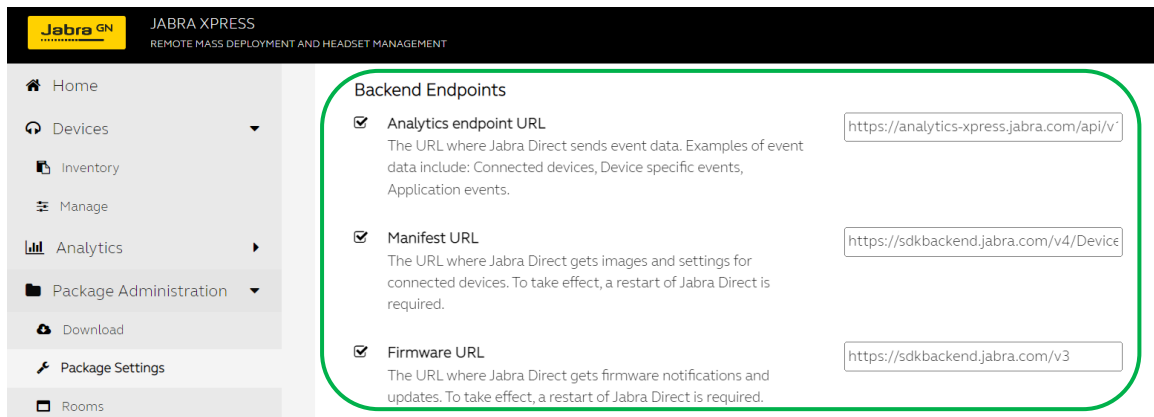 Jabra GN
JABRA XPRESS
REMOTE MASS DEPLOYMENT AND HEADSET MANAGEMENT
Home
Devices
Inventory
Manage
Analytics
Package Administration
Download
Package Settings
Rooms
Backend Endpoints
Analytics endpoint URL
The URL where Jabra Direct sends event data. Examples of event
data include: Connected devices, Device specific events,
Application events.
https://analytics-xpress.jabra.com/api/v1
Manifest URL
The URL where Jabra Direct gets images and settings for
connected devices. To take effect, a restart of Jabra Direct is
required.
https://sdkbackend.jabra.com/v4/Device
Firmware URL
The URL where Jabra Direct gets firmware notifications and
updates. To take effect, a restart of Jabra Direct is required.
https://sdkbackend.jabra.com/v3